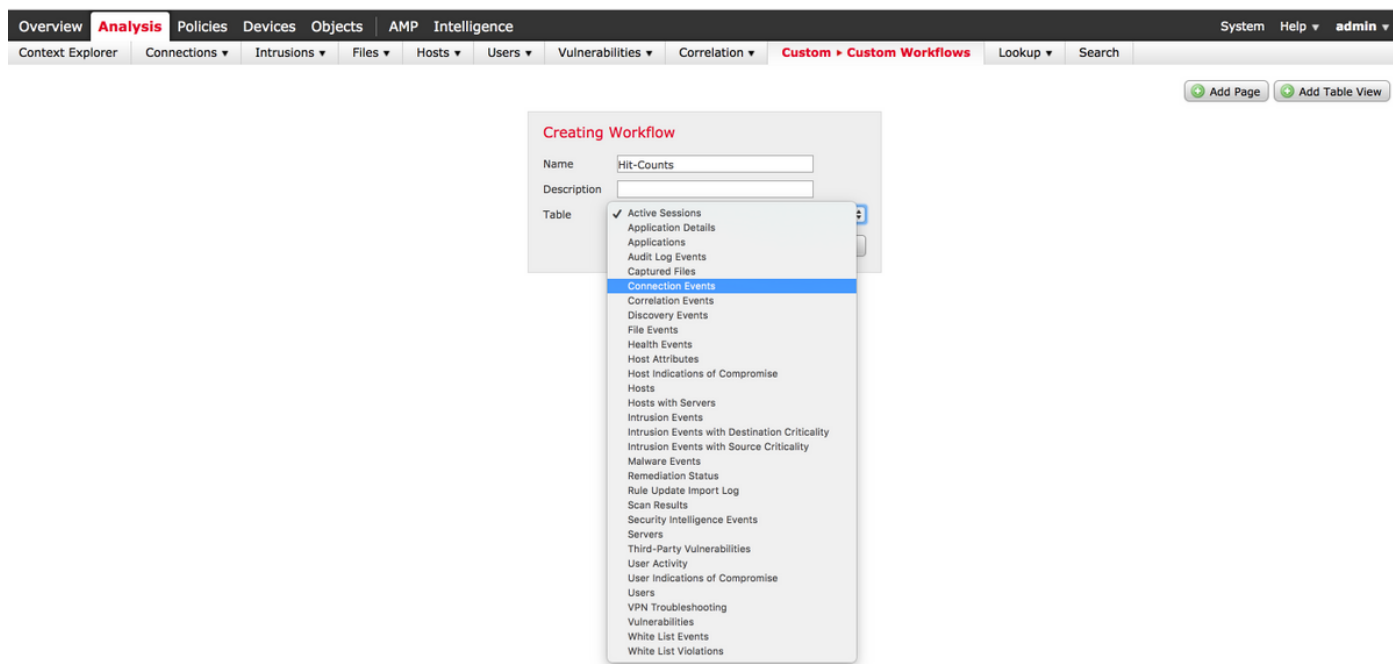 Overview Analysis Policies Devices Objects AMP Intelligence System Help ▾ admin ▾
Context Explorer Connections ▾ Intrusions ▾ Files ▾ Hosts ▾ Users ▾ Vulnerabilities ▾ Correlation ▾ Custom ▸ Custom Workflows Lookup ▾ Search
Add Page Add Table View
Creating Workflow
Name Hit-Counts
Description
Table ✓ Active Sessions
Application Details
Applications
Audit Log Events
Captured Files
Connection Events
Correlation Events
Discovery Events
File Events
Health Events
Host Attributes
Host Indications of Compromise
Hosts
Hosts with Servers
Intrusion Events
Intrusion Events with Destination Criticality
Intrusion Events with Source Criticality
Malware Events
Remediation Status
Rule Update Import Log
Scan Results
Security Intelligence Events
Servers
Third-Party Vulnerabilities
User Activity
User Indications of Compromise
Users
VPN Troubleshooting
Vulnerabilities
White List Events
White List Violations